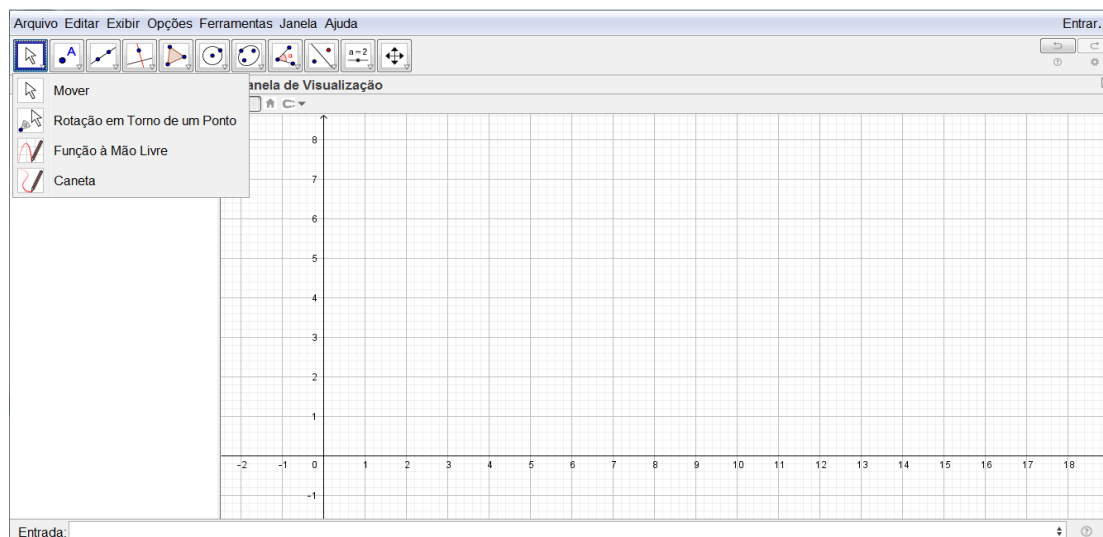 Arquivo Editar Exibir Opções Ferramentas Janela Ajuda Entrar.
A α a=2
Mover
anela de Visualização
Rotação em Torno de um Ponto
Função à Mão Livre
Caneta
8
7
6
5
4
3
2
1
-2 -1 0 1 2 3 4 5 6 7 8 9 10 11 12 13 14 15 16 17 18
-1
Entrada: